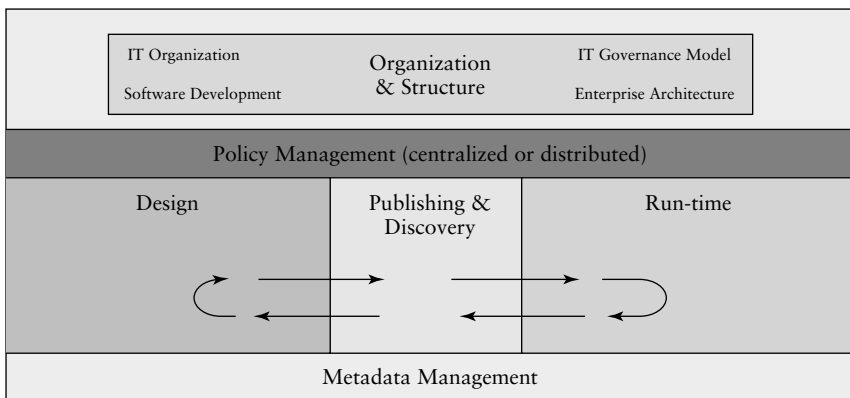 IT Organization
Software Development
Organization
& Structure
IT Governance Model
Enterprise Architecture
Policy Management (centralized or distributed)
Design
Publishing &
Discovery
Run-time
Metadata Management